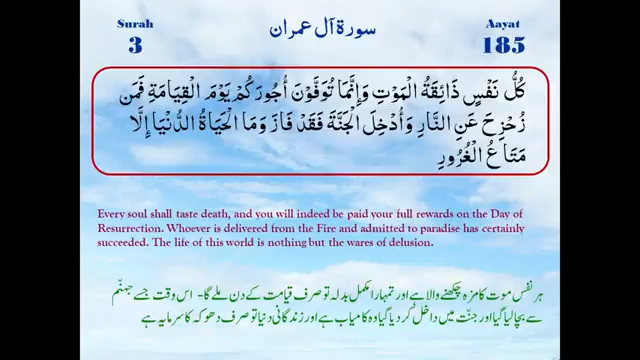 Surah
3
سورة آل عمران
Aayat
185
كُلُّ نَفْسٍ ذَائِقَةُ الْمَوْتِ وَإِنَّمَا تُوَفَّوْنَ أُجُورَكُمْ يَوْمَ الْقِيَامَةِ فَمَن
زُحْزِحَ عَنِ النَّارِ وَأُدْخِلَ الْجَنَّةَ فَقَدْ فَازَ وَمَا الْحَيَاةُ الدُّنْيَا إِلَّا
مَتَاعُ الْغُرُورِ
Every soul shall taste death, and you will indeed be paid your full rewards on the Day of
Resurrection. Whoever is delivered from the Fire and admitted to paradise has certainly
succeeded. The life of this world is nothing but the wares of delusion.
ہر نفس موت کا مزہ چکھنے والا ہے اور تمہارا مکمل بدلہ تو صرف قیامت کے دن ملے گا- اس وقت جسے جہنّم
سے بچا لیا گیا اور جنّت میں داخل کر دیا گیا وہ کامیاب ہے اور زندگانی دنیا تو صرف دھوکہ کا سرمایہ ہے